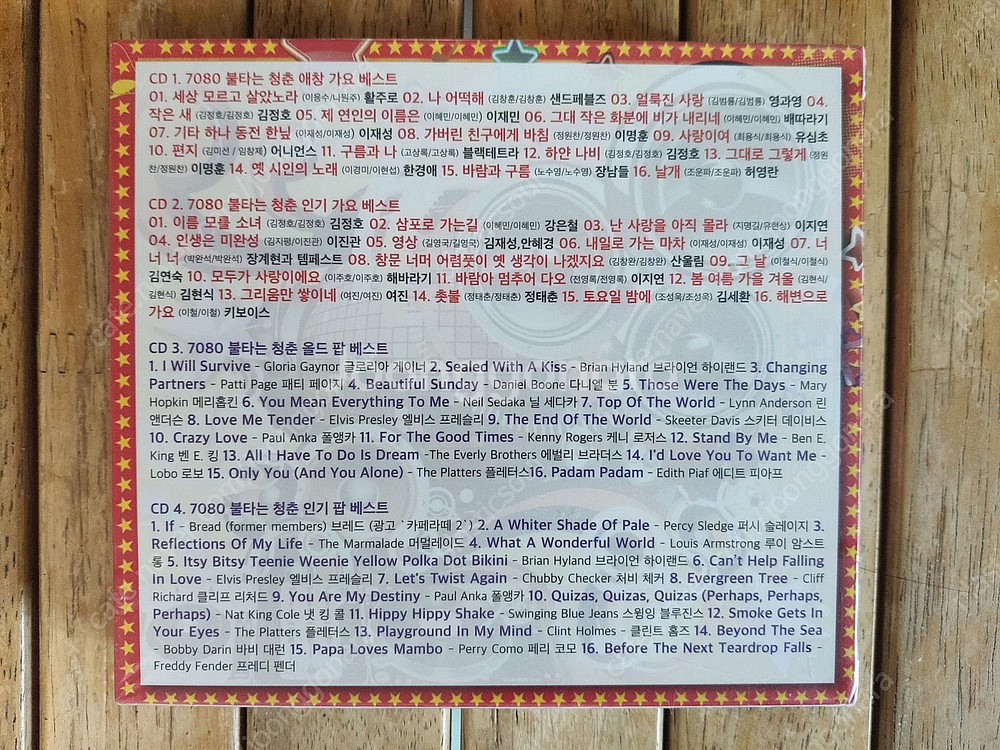 CD 1. 7080 불타는 청춘 애창 가요 베스트
01. 세상 모르고 살았노라 (이응수/나원주) 활주로 02. 나 어떡해 (김창훈/김창훈) 샌드페블즈 03. 얼룩진 사랑 (김범룡/김범룡) 영과영 04.
작은 새 (김정호/김정호) 김정호 05. 제 연인의 이름은 (이혜민/이혜민) 이재민 06. 그대 작은 화분에 비가 내리네 (이혜민/이혜민) 배따라기
07. 기타 하나 동전 한닢 (이재성/이재성) 이재성 08. 가버린 친구에게 바침 (정원찬/정원찬) 이명훈 09. 사랑이여 (최용식/최용식) 유심초
10. 편지 (김미선 / 임창제) 어니언스 11. 구름과 나 (고상록/고상록) 블랙테트라 12. 하얀 나비 (김정호/김정호) 김정호 13. 그대로 그렇게 (정원
찬/정원찬) 이명훈 14. 옛 시인의 노래 (이경미/이현섭) 한경애 15. 바람과 구름 (노수영/노수영) 장남들 16. 날개 (조운파/조운파) 허영란
CD 2. 7080 불타는 청춘 인기 가요 베스트
01. 이름 모를 소녀 (김정호/김정호) 김정호 02. 삼포로 가는길 (이혜민/이혜민) 강은철 03. 난 사랑을 아직 몰라 (지명길/유현상) 이지연
04. 인생은 미완성 (김지평/이진관) 이진관 05. 영상 (길영국/길영국) 김재성,안혜경 06. 내일로 가는 마차 (이재성/이재성) 이재성 07. 너
너 너 (박완석/박완석) 장계현과 템페스트 08. 창문 너머 어렴풋이 옛 생각이 나겠지요 (김창완/김창완) 산울림 09. 그 날 (이철식/이철식)
김연숙 10. 모두가 사랑이에요 (이주호/이주호) 해바라기 11. 바람아 멈추어 다오 (전영록/전영록) 이지연 12. 봄 여름 가을 겨울 (김현식/
김현식) 김현식 13. 그리움만 쌓이네 (여진/여진) 여진 14. 촛불 (정태춘/정태춘) 정태춘 15. 토요일 밤에 (조성욱/조성욱) 김세환 16. 해변으로
가요 (이철/이철) 키보이스
CD 3. 7080 불타는 청춘 올드 팝 베스트
1. I Will Survive - Gloria Gaynor 글로리아 게이너 2. Sealed With A Kiss - Brian Hyland 브라이언 하이랜드 3. Changing
Partners - Patti Page 패티 페이지 4. Beautiful Sunday - Daniel Boone 다니엘 분 5. Those Were The Days - Mary
Hopkin 메리홉킨 6. You Mean Everything To Me - Neil Sedaka 닐 세다카 7. Top Of The World - Lynn Anderson 린
앤더슨 8. Love Me Tender - Elvis Presley 엘비스 프레슬리 9. The End Of The World - Skeeter Davis 스키터 데이비스
10. Crazy Love - Paul Anka 폴앵카 11. For The Good Times - Kenny Rogers 케니 로저스 12. Stand By Me - Ben E.
King 벤 E. 킹 13. All I Have To Do Is Dream -The Everly Brothers 에벌리 브라더스 14. I'd Love You To Want Me -
Lobo 로보 15. Only You (And You Alone) -The Platters 플레터스16. Padam Padam - Edith Piaf 에디트 피아프
CD 4. 7080 불타는 청춘 인기 팝 베스트
1. If - Bread (former members) 브레드 (광고 `카페라떼 2`) 2. A Whiter Shade Of Pale - Percy Sledge 퍼시 슬레이지 3.
Reflections Of My Life - The Marmalade 머멀레이드 4. What A Wonderful World - Louis Armstrong 루이 암스트
롱 5. Itsy Bitsy Teenie Weenie Yellow Polka Dot Bikini - Brian Hyland 브라이언 하이랜드 6. Can't Help Falling
In Love - Elvis Presley 엘비스 프레슬리 7. Let's Twist Again - Chubby Checker 처비 체커 8. Evergreen Tree - Cliff
Richard 클리프 리처드 9. You Are My Destiny - Paul Anka 폴앵카 10. Quizas, Quizas, Quizas (Perhaps, Perhaps,
Perhaps) - Nat King Cole 냇 킹 콜 11. Hippy Hippy Shake - Swinging Blue Jeans 스윙잉 블루진스 12. Smoke Gets In
Your Eyes - The Platters 플레터스 13. Playground In My Mind - Clint Holmes - 클린트 홈즈 14. Beyond The Sea
- Bobby Darin 바비 대런 15. Papa Loves Mambo - Perry Como 페리 코모 16. Before The Next Teardrop Falls -
Freddy Fender 프레디 펜더